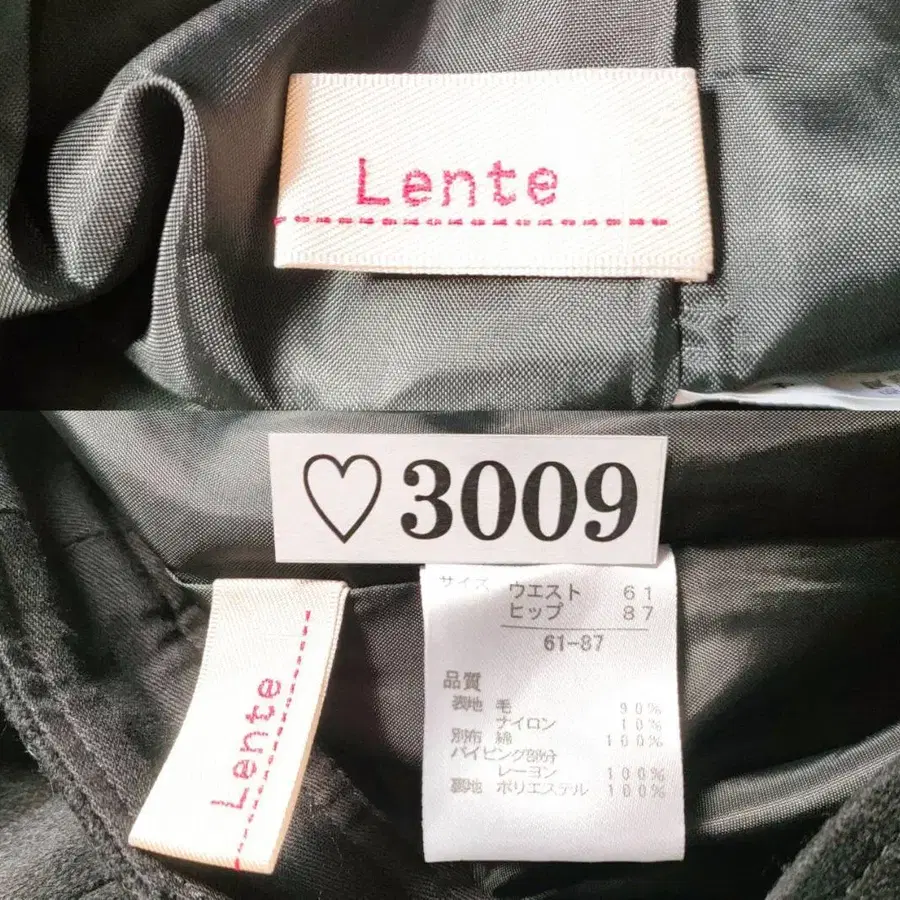 Lente
♡3009
Lente
サイズ ウエスト 61
ヒップ 87
61-87
品質
表地 毛 90%
ナイロン 10%
別布 綿 100%
パイピング部分
レーヨン 100%
裏地 ポリエステル 100%